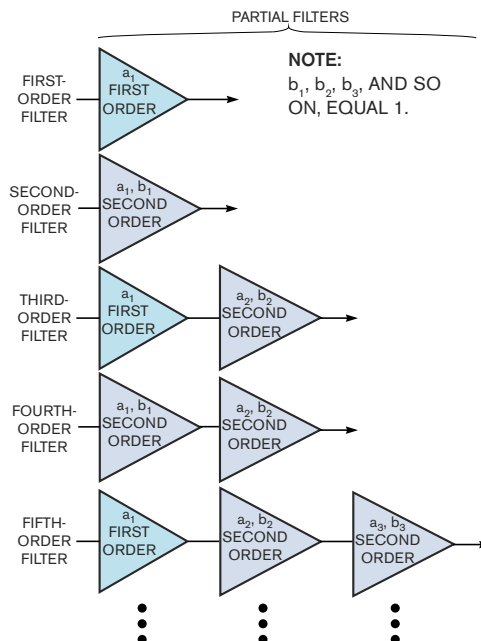 PARTIAL FILTERS
NOTE:
b₁, b₂, b₃, AND SO
ON, EQUAL 1.
FIRST-
ORDER
FILTER
a₁
FIRST
ORDER
SECOND-
ORDER
FILTER
a₁, b₁
SECOND
ORDER
THIRD-
ORDER
FILTER
a₁
FIRST
ORDER
a₂, b₂
SECOND
ORDER
FOURTH-
ORDER
FILTER
a₁, b₁
SECOND
ORDER
a₂, b₂
SECOND
ORDER
FIFTH-
ORDER
FILTER
a₁
FIRST
ORDER
a₂, b₂
SECOND
ORDER
a₃, b₃
SECOND
ORDER